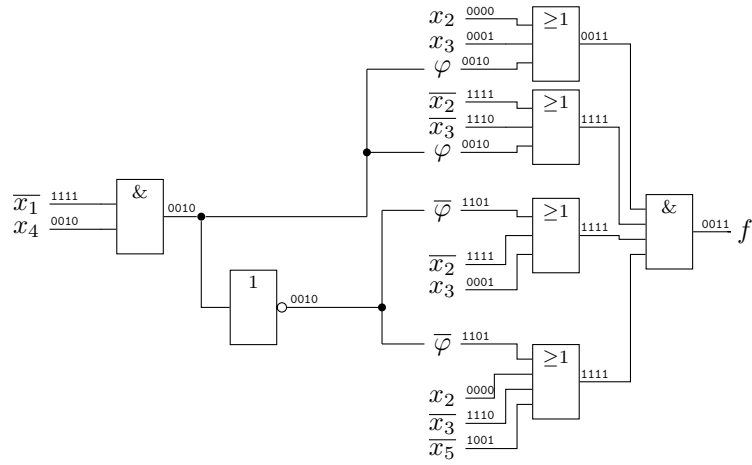 x₂ 0000 ≥1
x₃ 0001 0011
φ 0010
x̅₂ 1111 ≥1
x̅₃ 1110 1111
φ 0010
x̅₁ 1111 & 0010
x₄ 0010
φ̅ 1101 ≥1
x̅₂ 1111 1111
x₃ 0001
& 0011 f
1 0010
φ̅ 1101 ≥1
x₂ 0000 1111
x̅₃ 1110
x̅₅ 1001